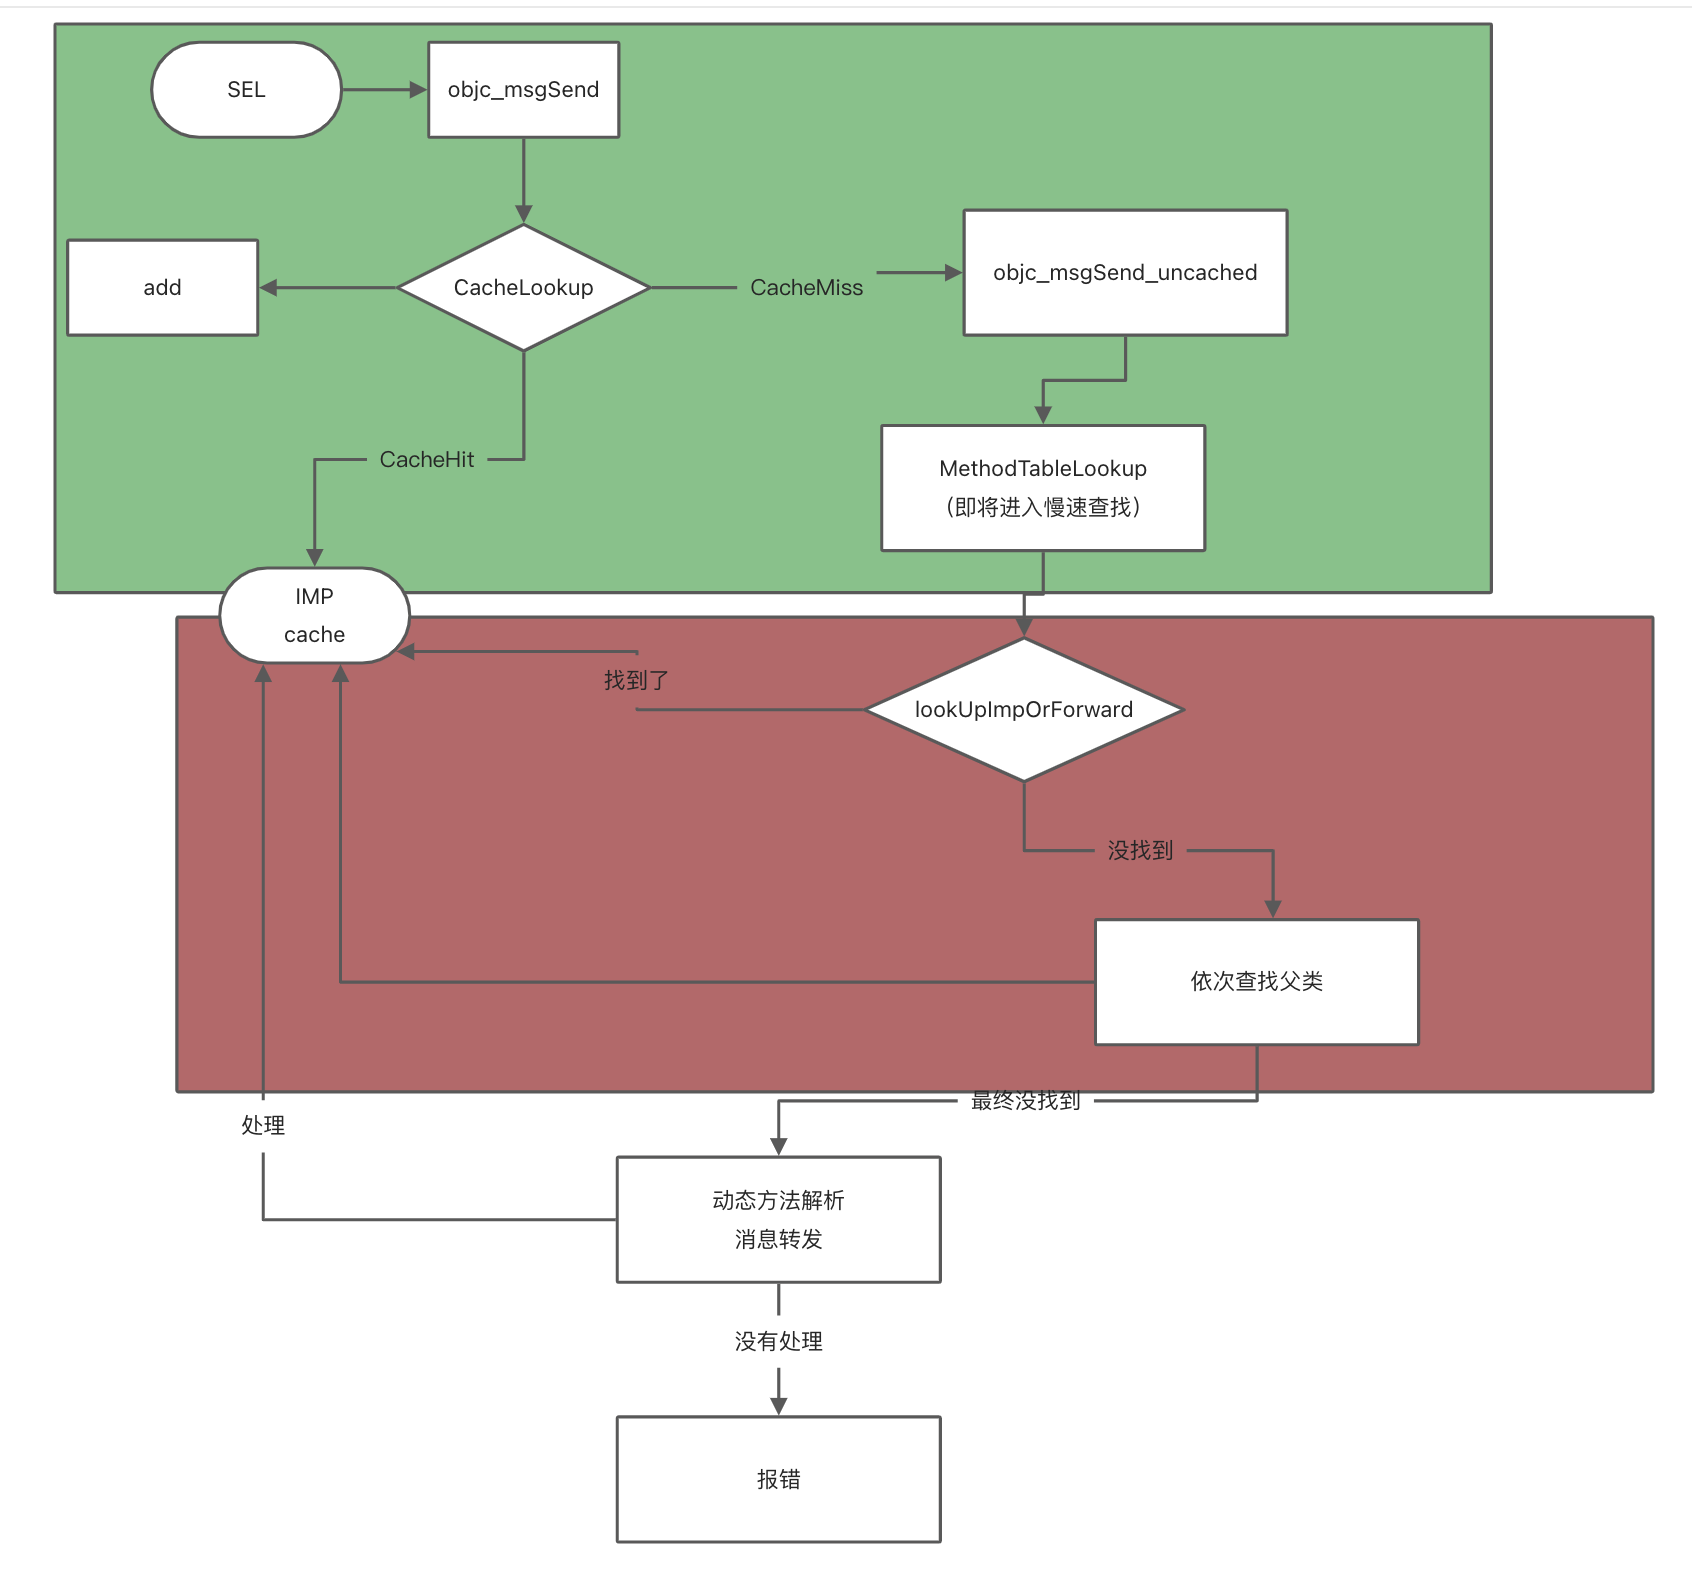 SEL
objc_msgSend
add
CacheLookup
CacheMiss
objc_msgSend_uncached
CacheHit
MethodTableLookup
（即将进入慢速查找）
IMP
cache
找到了
lookUpImpOrForward
没找到
依次查找父类
最终没找到
处理
动态方法解析
消息转发
没有处理
报错